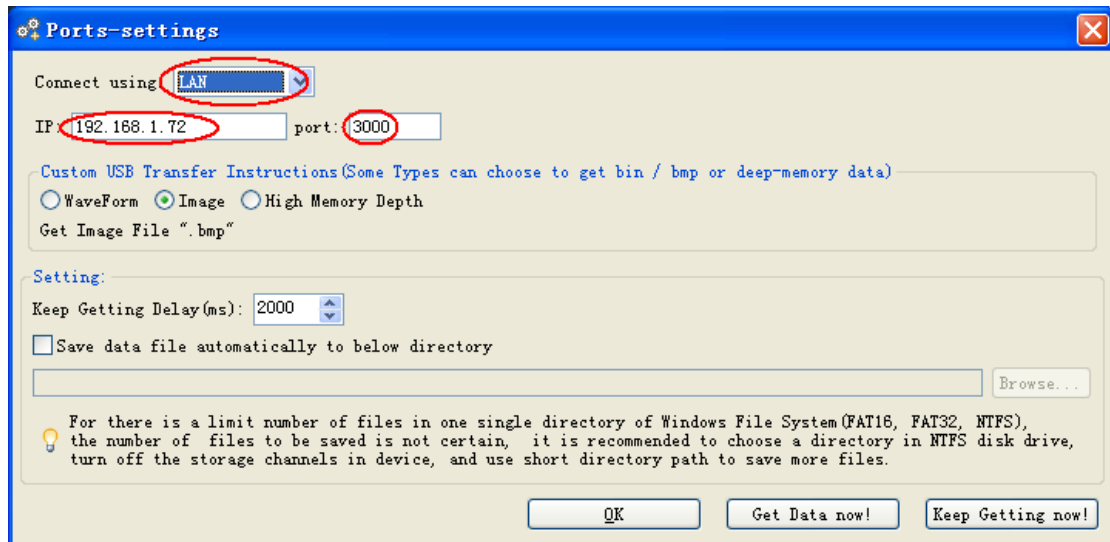 Ports-settings
Connect using: LAN
IP: 192.168.1.72 port: 3000
Custom USB Transfer Instructions(Some Types can choose to get bin / bmp or deep-memory data)
WaveForm Image High Memory Depth
Get Image File ".bmp"
Setting:
Keep Getting Delay(ms): 2000
Save data file automatically to below directory
Browse...
For there is a limit number of files in one single directory of Windows File System(FAT16, FAT32, NTFS),
the number of files to be saved is not certain, it is recommended to choose a directory in NTFS disk drive,
turn off the storage channels in device, and use short directory path to save more files.
OK Get Data now! Keep Getting now!